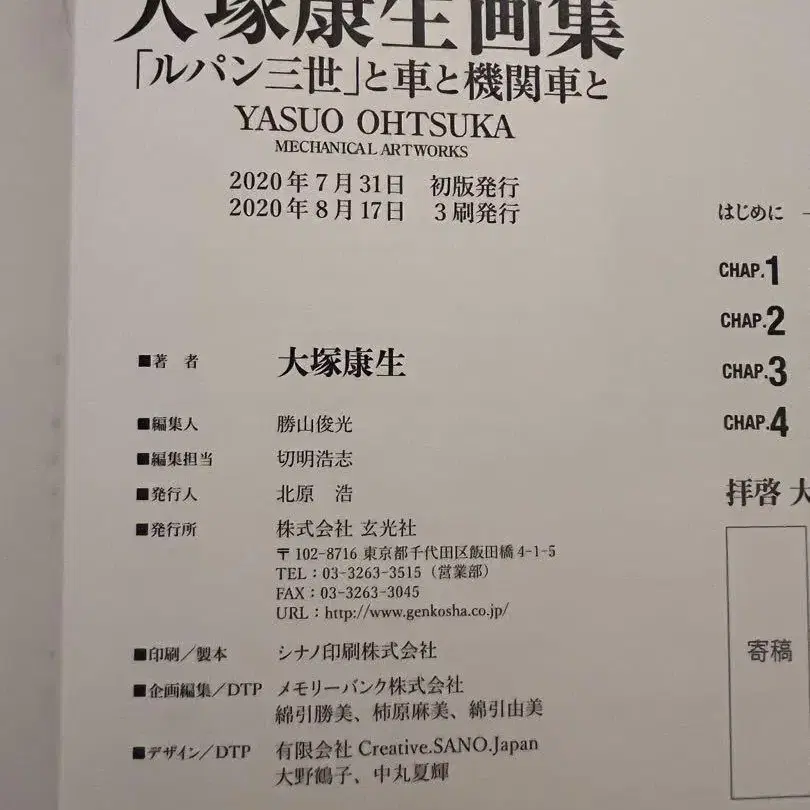 大塚康生画集
「ルパン三世」と車と機関車と
YASUO OHTSUKA
MECHANICAL ARTWORKS
2020年7月31日 初版発行
2020年8月17日 3刷発行
■著 者 大塚康生
■編集人 勝山俊光
■編集担当 切明浩志
■発行人 北原 浩
■発行所 株式会社 玄光社
〒102-8716 東京都千代田区飯田橋4-1-5
TEL：03-3263-3515（営業部）
FAX：03-3263-3045
URL：http://www.genkosha.co.jp/
■印刷／製本 シナノ印刷株式会社
■企画編集／DTP メモリーバンク株式会社
綿引勝美、柿原麻美、綿引由美
■デザイン／DTP 有限会社 Creative.SANO.Japan
大野鶴子、中丸夏輝
はじめに
CHAP.1
CHAP.2
CHAP.3
CHAP.4
拝啓 大
寄稿